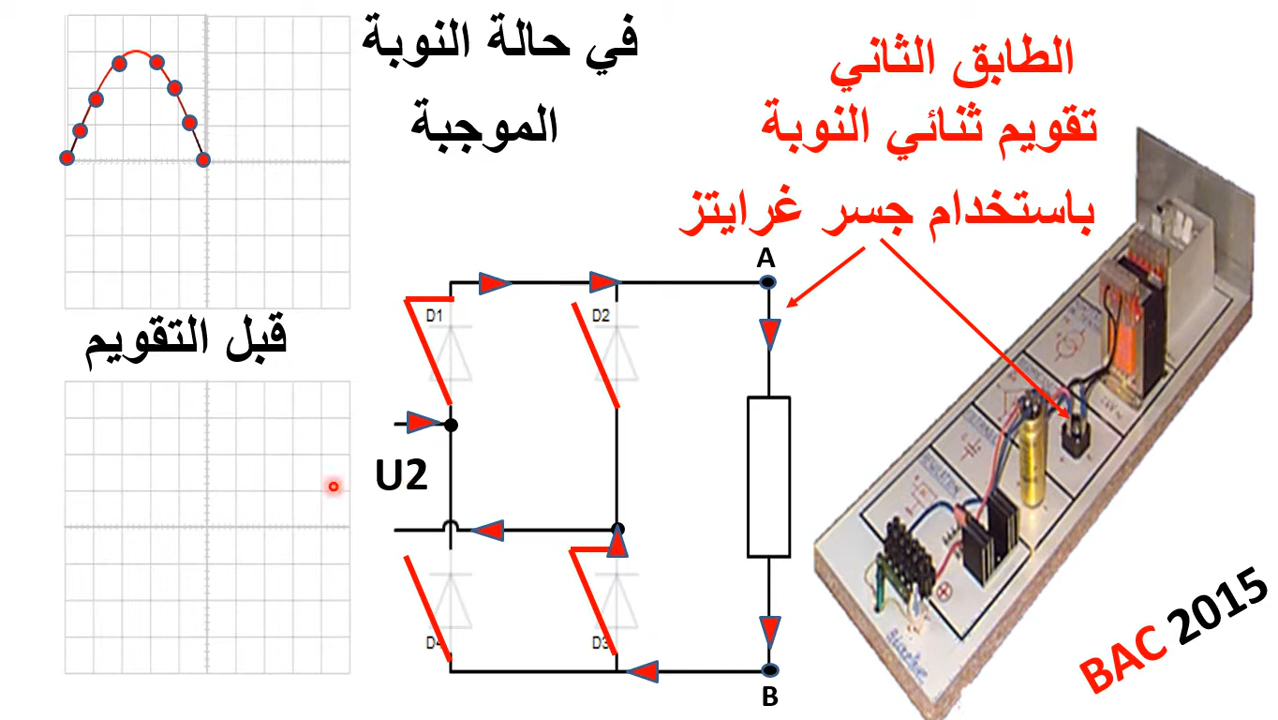 في حالة النوبة
الموجبة
الطابق الثاني
تقويم ثنائي النوبة
باستخدام جسر غرايتز
قبل التقويم
A
D1
D2
U2
D4
D3
B
REGULATION
BAC 2015